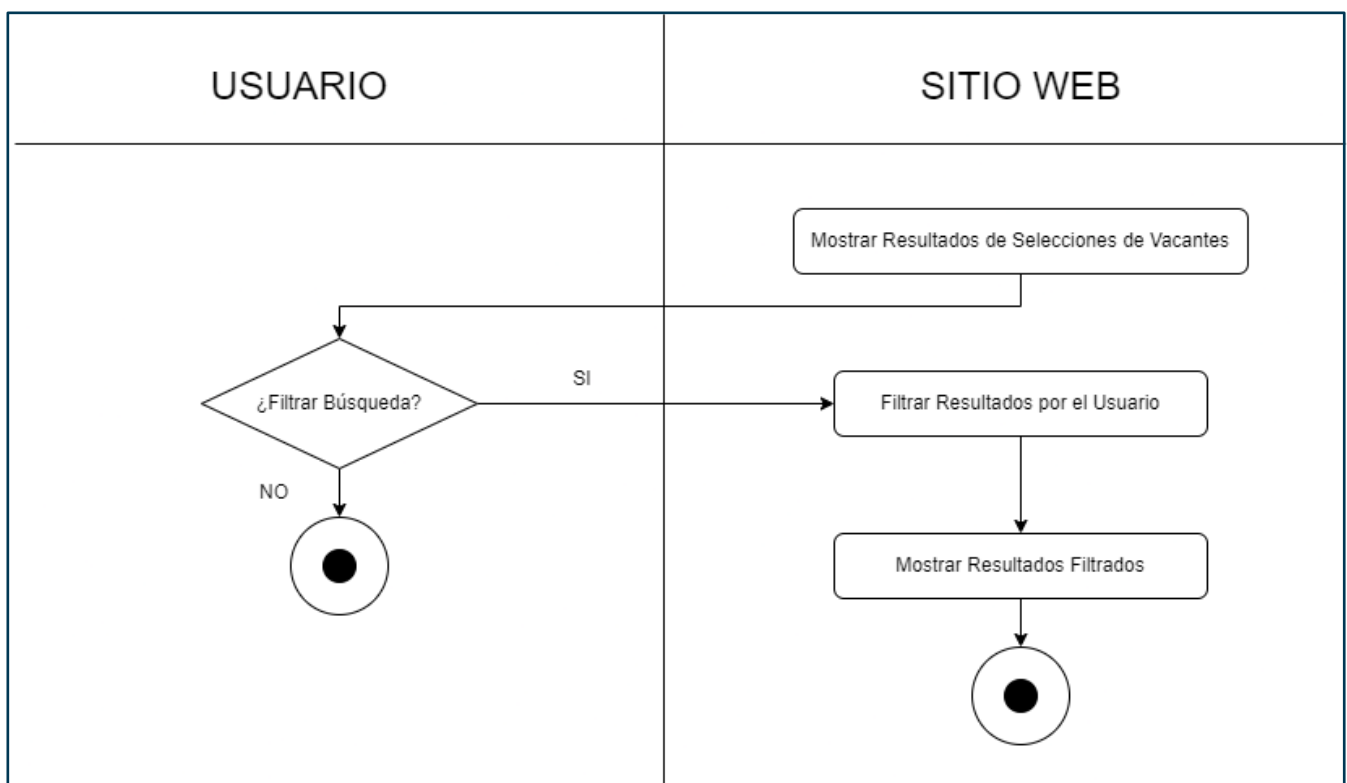 USUARIO
SITIO WEB
Mostrar Resultados de Selecciones de Vacantes
¿Filtrar Búsqueda?
SI
Filtrar Resultados por el Usuario
NO
Mostrar Resultados Filtrados